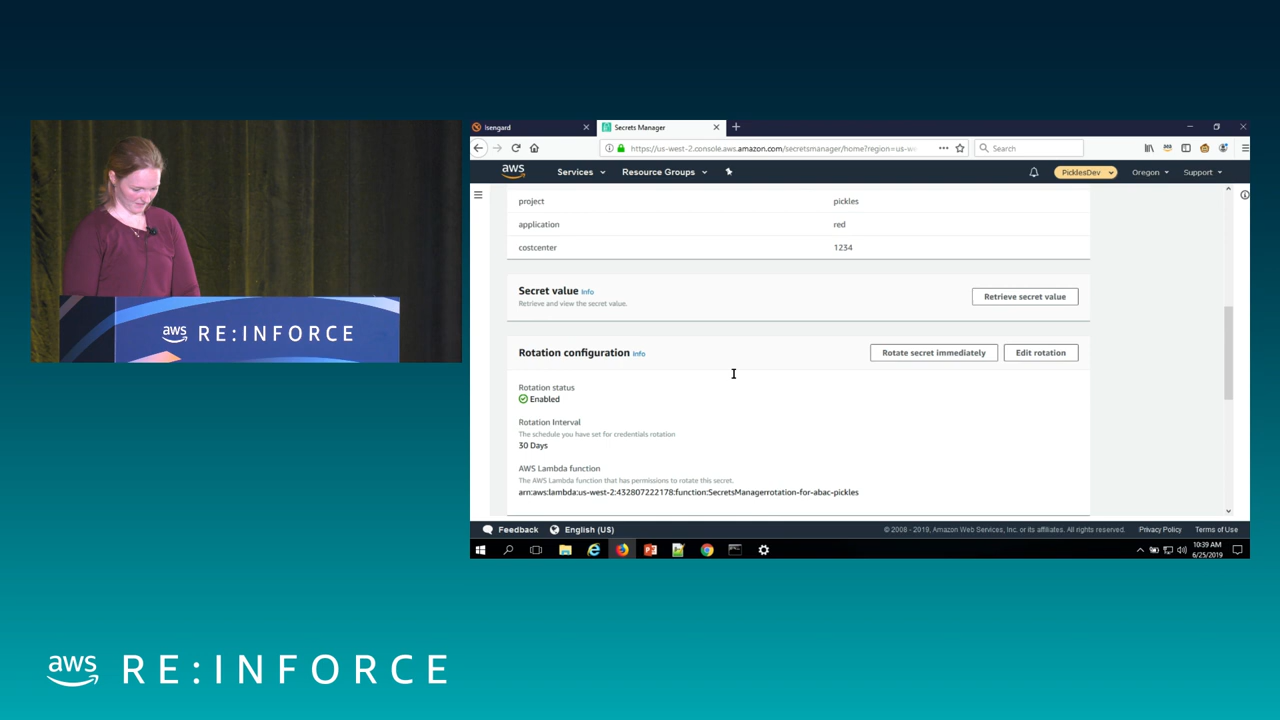 aws RE:INFORCE
Isengard
Secrets Manager
https://us-west-2.console.aws.amazon.com/secretsmanager/home?region=us-w
Search
aws
Services
Resource Groups
PicklesDev
Oregon
Support
project pickles
application red
costcenter 1234
Secret value Info
Retrieve and view the secret value.
Retrieve secret value
Rotation configuration Info
Rotate secret immediately
Edit rotation
Rotation status
Enabled
Rotation Interval
The schedule you have set for credentials rotation
30 Days
AWS Lambda function
The AWS Lambda function that has permissions to rotate this secret.
arn:aws:lambda:us-west-2:432807222178:function:SecretsManagerrotation-for-abac-pickles
Feedback
English (US)
© 2008 - 2019, Amazon Web Services, Inc. or its affiliates. All rights reserved.
Privacy Policy
Terms of Use
10:39 AM
6/25/2019
aws RE:INFORCE